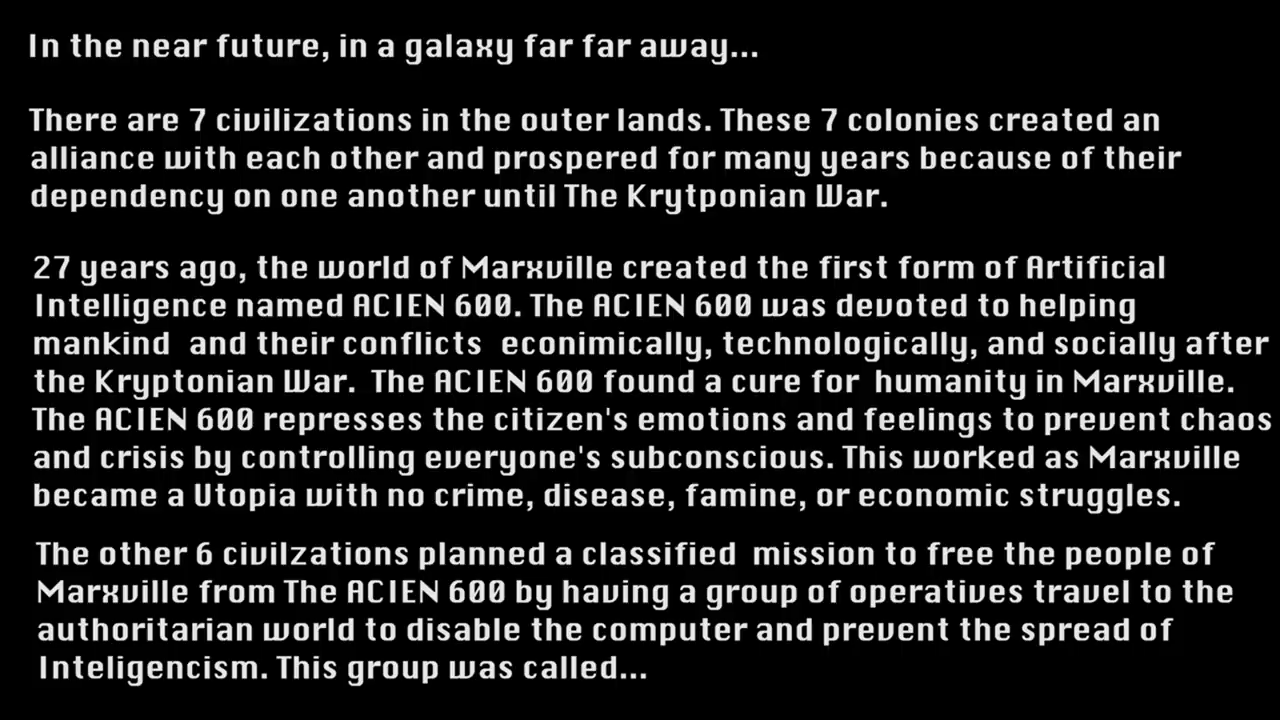 In the near future, in a galaxy far far away...
There are 7 civilizations in the outer lands. These 7 colonies created an
alliance with each other and prospered for many years because of their
dependency on one another until The Krytponian War.
27 years ago, the world of Marxville created the first form of Artificial
Intelligence named ACIEN 600. The ACIEN 600 was devoted to helping
mankind and their conflicts econimically, technologically, and socially after
the Kryptonian War. The ACIEN 600 found a cure for humanity in Marxville.
The ACIEN 600 represses the citizen's emotions and feelings to prevent chaos
and crisis by controlling everyone's subconscious. This worked as Marxville
became a Utopia with no crime, disease, famine, or economic struggles.
The other 6 civilzations planned a classified mission to free the people of
Marxville from The ACIEN 600 by having a group of operatives travel to the
authoritarian world to disable the computer and prevent the spread of
Inteligencism. This group was called...